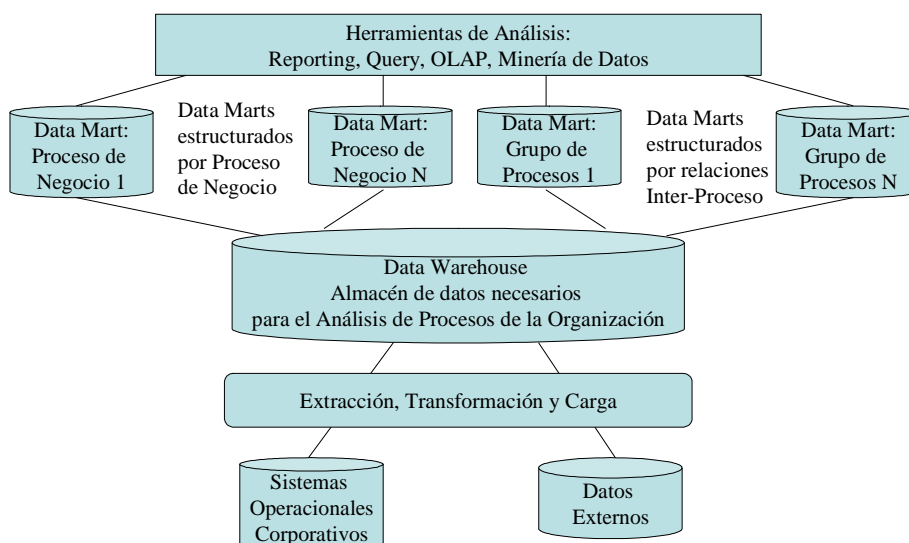 Herramientas de Análisis:
Reporting, Query, OLAP, Minería de Datos
Data Mart:
Proceso de
Negocio 1
Data Marts
estructurados
por Proceso
de Negocio
Data Mart:
Proceso de
Negocio N
Data Mart:
Grupo de
Procesos 1
Data Marts
estructurados
por relaciones
Inter-Proceso
Data Mart:
Grupo de
Procesos N
Data Warehouse
Almacén de datos necesarios
para el Análisis de Procesos de la Organización
Extracción, Transformación y Carga
Sistemas
Operacionales
Corporativos
Datos
Externos